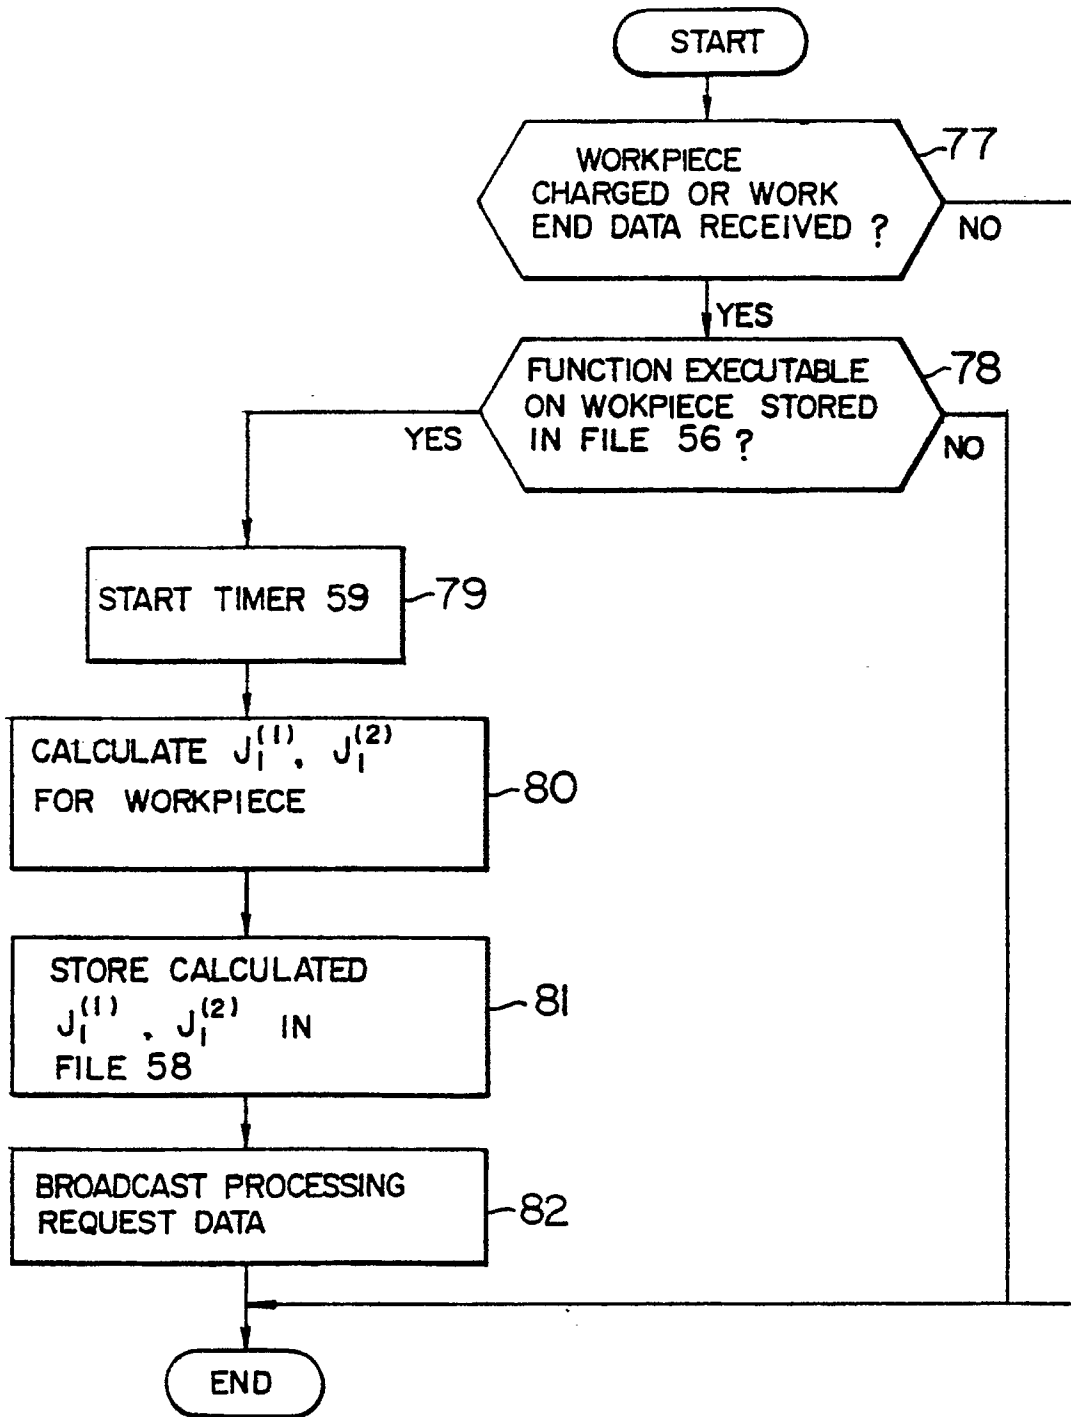 START
WORKPIECE
CHARGED OR WORK
END DATA RECEIVED ?
77
NO
YES
FUNCTION EXECUTABLE
ON WOKPIECE STORED
IN FILE 56 ?
78
YES
NO
START TIMER 59
79
CALCULATE J₁⁽¹⁾, J₁⁽²⁾
FOR WORKPIECE
80
STORE CALCULATED
J₁⁽¹⁾, J₁⁽²⁾ IN
FILE 58
81
BROADCAST PROCESSING
REQUEST DATA
82
END